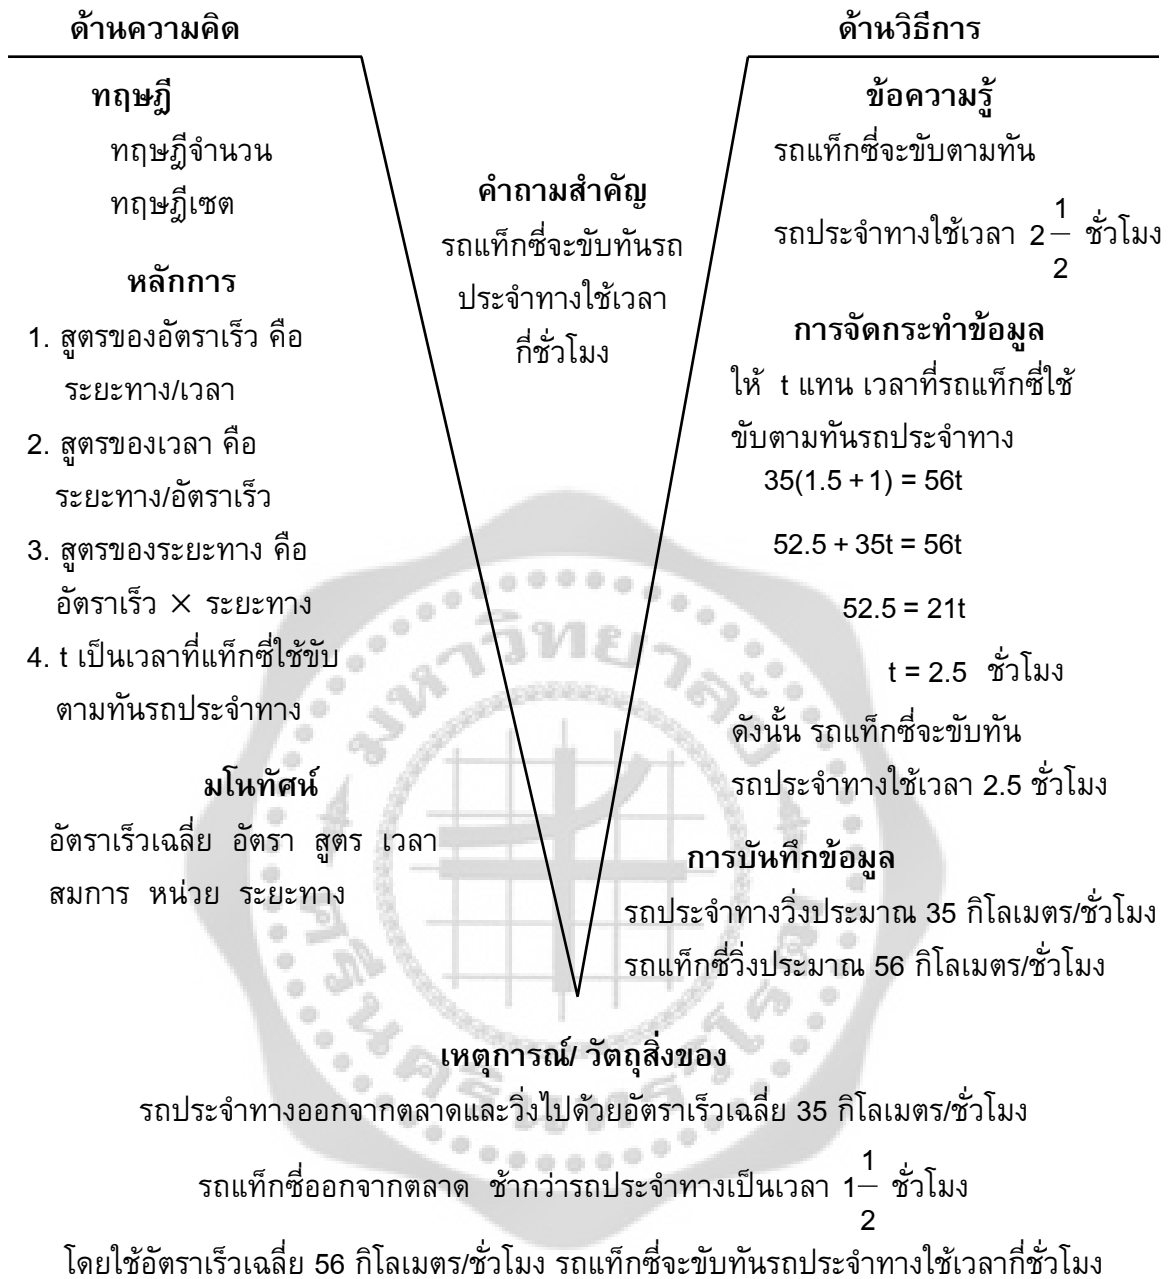 ด้านความคิด
ด้านวิธีการ
ทฤษฎี
ทฤษฎีจำนวน
ทฤษฎีเซต
หลักการ
1. สูตรของอัตราเร็ว คือ
ระยะทาง/เวลา
2. สูตรของเวลา คือ
ระยะทาง/อัตราเร็ว
3. สูตรของระยะทาง คือ
อัตราเร็ว × ระยะทาง
4. t เป็นเวลาที่แท็กซี่ใช้ขับ
ตามทันรถประจำทาง
มโนทัศน์
อัตราเร็วเฉลี่ย อัตรา สูตร เวลา
สมการ หน่วย ระยะทาง
คำถามสำคัญ
รถแท็กซี่จะขับทันรถ
ประจำทางใช้เวลา
กี่ชั่วโมง
ข้อความรู้
รถแท็กซี่จะขับตามทัน
รถประจำทางใช้เวลา 2 1/2 ชั่วโมง
การจัดกระทำข้อมูล
ให้ t แทน เวลาที่รถแท็กซี่ใช้
ขับตามทันรถประจำทาง
35(1.5 + 1) = 56t
52.5 + 35t = 56t
52.5 = 21t
t = 2.5 ชั่วโมง
ดังนั้น รถแท็กซี่จะขับทัน
รถประจำทางใช้เวลา 2.5 ชั่วโมง
การบันทึกข้อมูล
รถประจำทางวิ่งประมาณ 35 กิโลเมตร/ชั่วโมง
รถแท็กซี่วิ่งประมาณ 56 กิโลเมตร/ชั่วโมง
เหตุการณ์/ วัตถุสิ่งของ
รถประจำทางออกจากตลาดและวิ่งไปด้วยอัตราเร็วเฉลี่ย 35 กิโลเมตร/ชั่วโมง
รถแท็กซี่ออกจากตลาด ช้ากว่ารถประจำทางเป็นเวลา 1 1/2 ชั่วโมง
โดยใช้อัตราเร็วเฉลี่ย 56 กิโลเมตร/ชั่วโมง รถแท็กซี่จะขับทันรถประจำทางใช้เวลากี่ชั่วโมง
มหาวิทยาลัย
ศรีนครินทรวิโรฒ